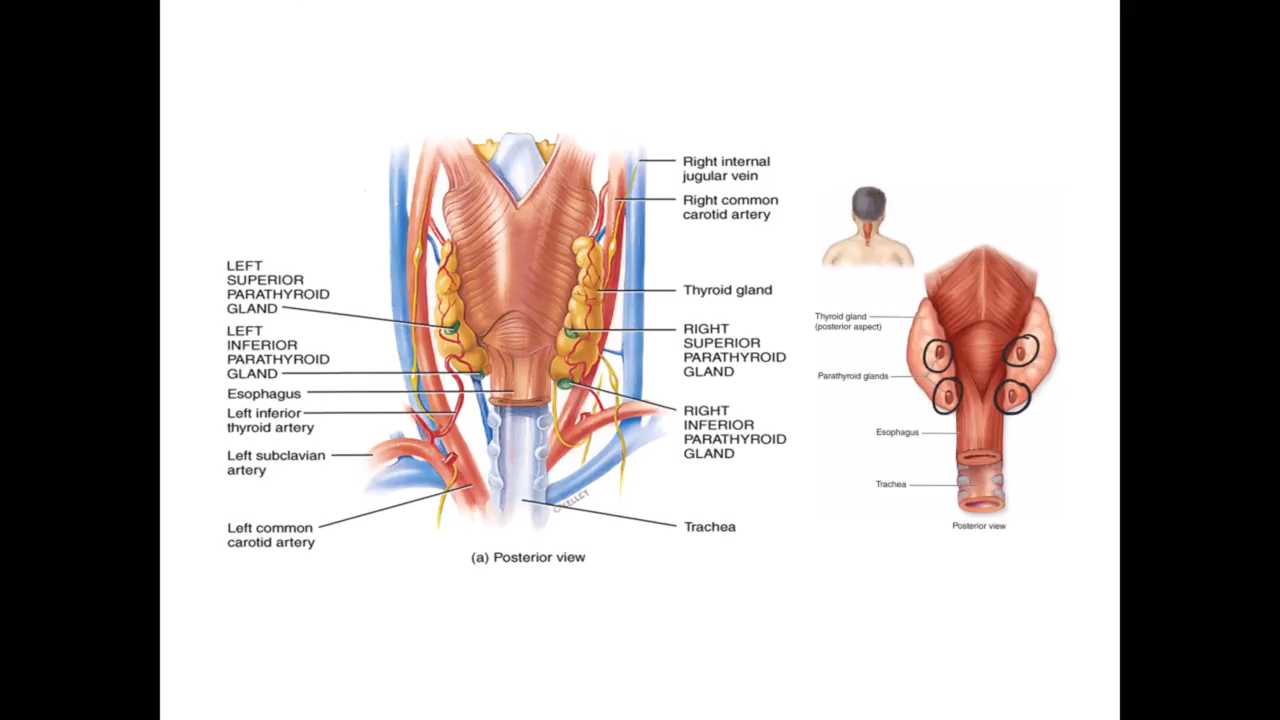 Right internal
jugular vein
Right common
carotid artery
LEFT
SUPERIOR
PARATHYROID
GLAND
LEFT
INFERIOR
PARATHYROID
GLAND
Esophagus
Left inferior
thyroid artery
Left subclavian
artery
Left common
carotid artery
Thyroid gland
RIGHT
SUPERIOR
PARATHYROID
GLAND
RIGHT
INFERIOR
PARATHYROID
GLAND
Trachea
(a) Posterior view
Thyroid gland
(posterior aspect)
Parathyroid glands
Esophagus
Trachea
Posterior view